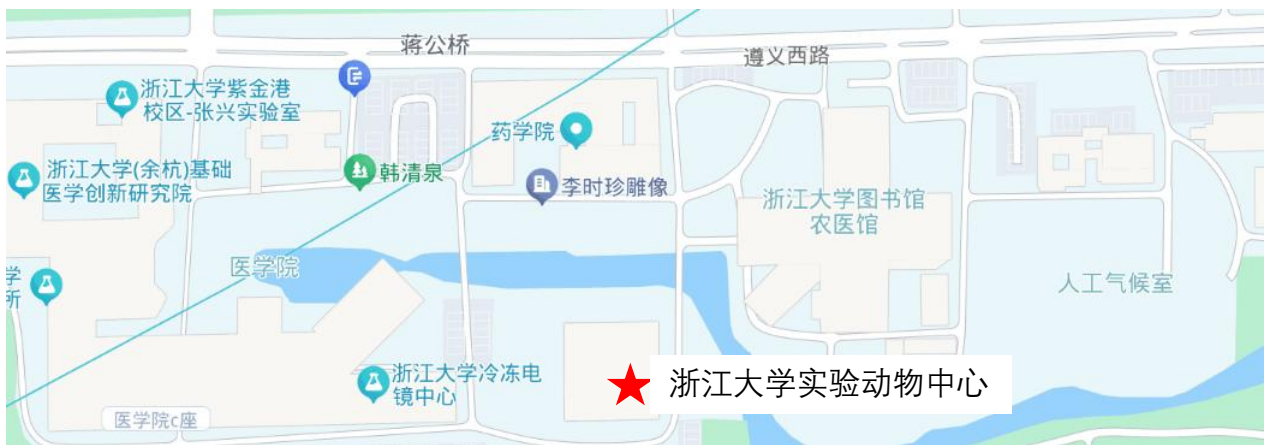 蒋公桥
遵义西路
浙江大学紫金港
校区-张兴实验室
药学院
浙江大学(余杭)基础
医学创新研究院
韩清泉
李时珍雕像
浙江大学图书馆
农医馆
医学院
学
所
人工气候室
浙江大学冷冻电
镜中心
浙江大学实验动物中心
医学院c座